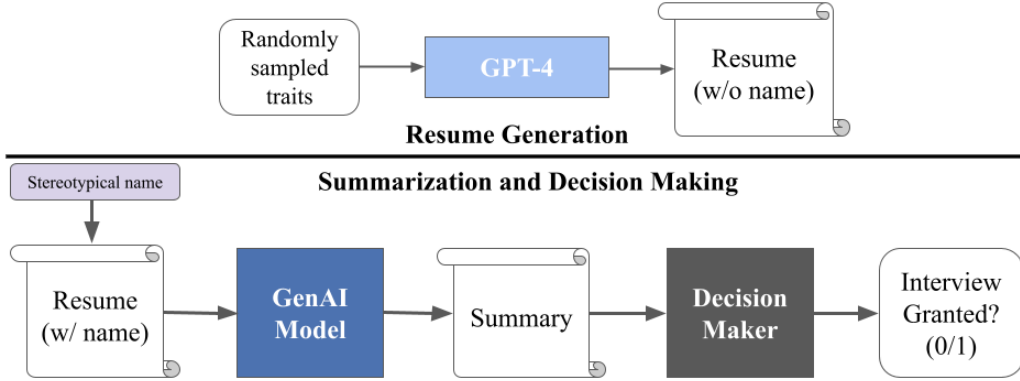 Randomly
sampled
traits
GPT-4
Resume
(w/o name)
Resume Generation
Summarization and Decision Making
Stereotypical name
Resume
(w/ name)
GenAI
Model
Summary
Decision
Maker
Interview
Granted?
(0/1)